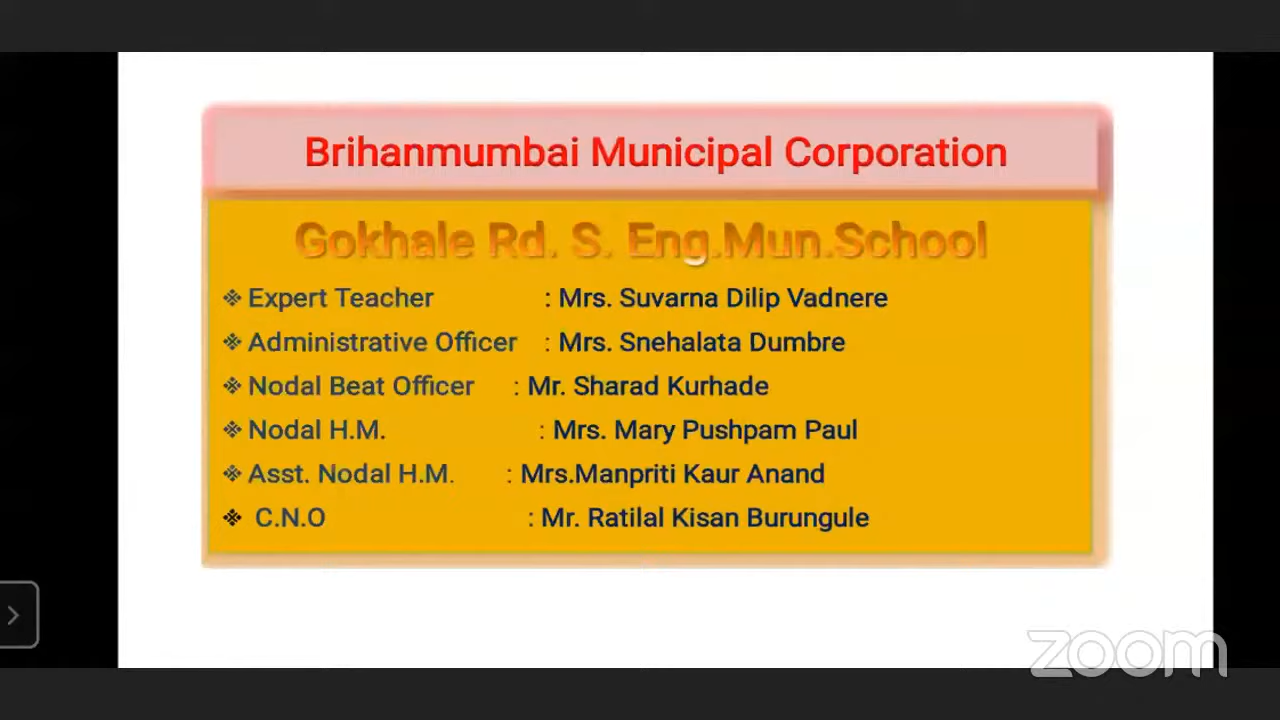 Brihanmumbai Municipal Corporation
Gokhale Rd. S. Eng.Mun.School
❖ Expert Teacher : Mrs. Suvarna Dilip Vadnere
❖ Administrative Officer : Mrs. Snehalata Dumbre
❖ Nodal Beat Officer : Mr. Sharad Kurhade
❖ Nodal H.M. : Mrs. Mary Pushpam Paul
❖ Asst. Nodal H.M. : Mrs.Manpriti Kaur Anand
❖ C.N.O : Mr. Ratilal Kisan Burungule
zoom